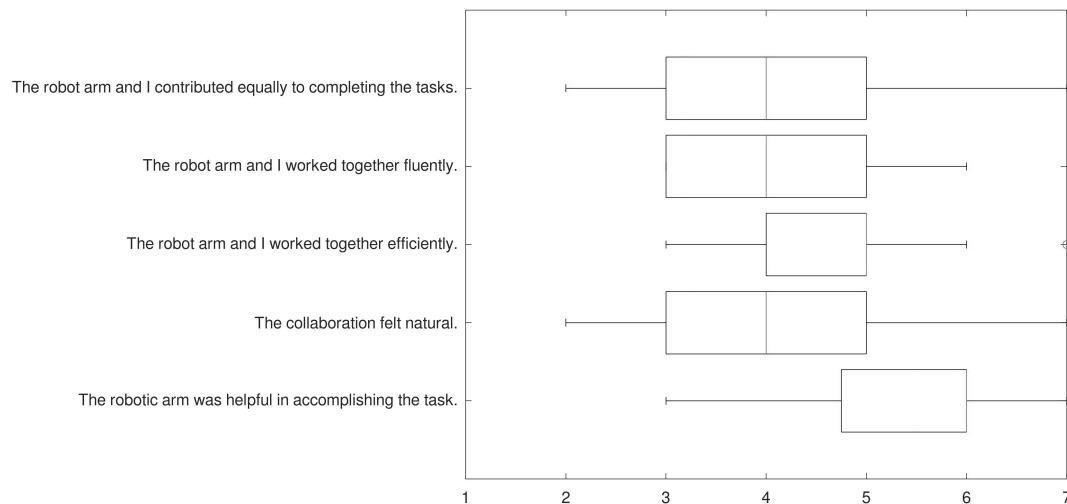 The robot arm and I contributed equally to completing the tasks.
The robot arm and I worked together fluently.
The robot arm and I worked together efficiently.
The collaboration felt natural.
The robotic arm was helpful in accomplishing the task.
1 2 3 4 5 6 7